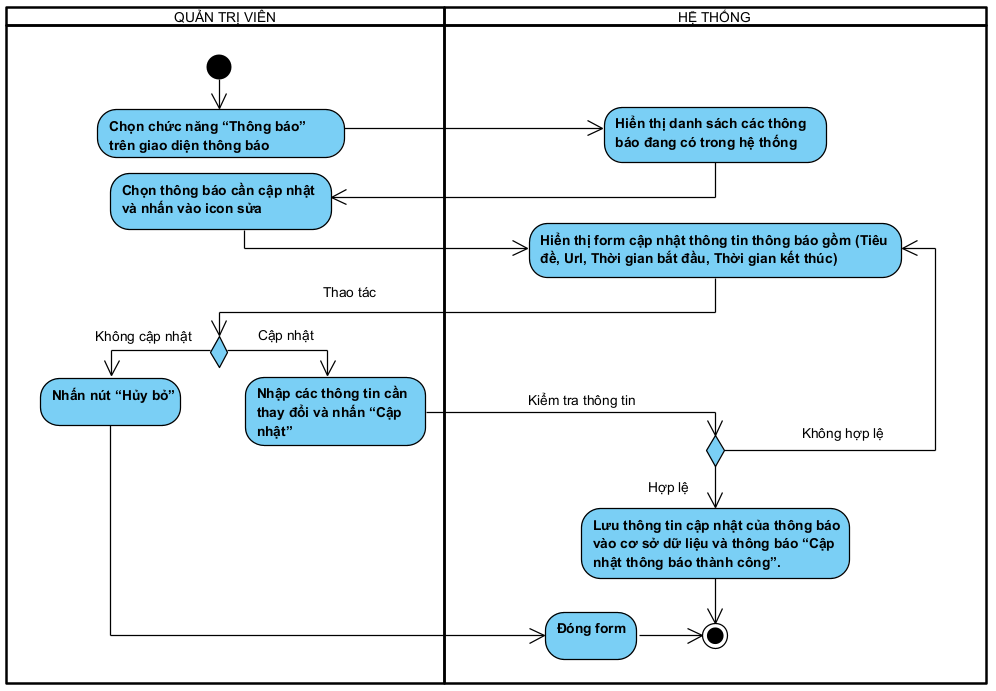 QUẢN TRỊ VIÊN
HỆ THỐNG
Chọn chức năng “Thông báo”
trên giao diện thông báo
Hiển thị danh sách các thông
báo đang có trong hệ thống
Chọn thông báo cần cập nhật
và nhấn vào icon sửa
Hiển thị form cập nhật thông tin thông báo gồm (Tiêu
đề, Url, Thời gian bắt đầu, Thời gian kết thúc)
Thao tác
Không cập nhật
Cập nhật
Nhấn nút “Hủy bỏ”
Nhập các thông tin cần
thay đổi và nhấn “Cập
nhật”
Kiểm tra thông tin
Không hợp lệ
Hợp lệ
Lưu thông tin cập nhật của thông báo
vào cơ sở dữ liệu và thông báo “Cập
nhật thông báo thành công”.
Đóng form